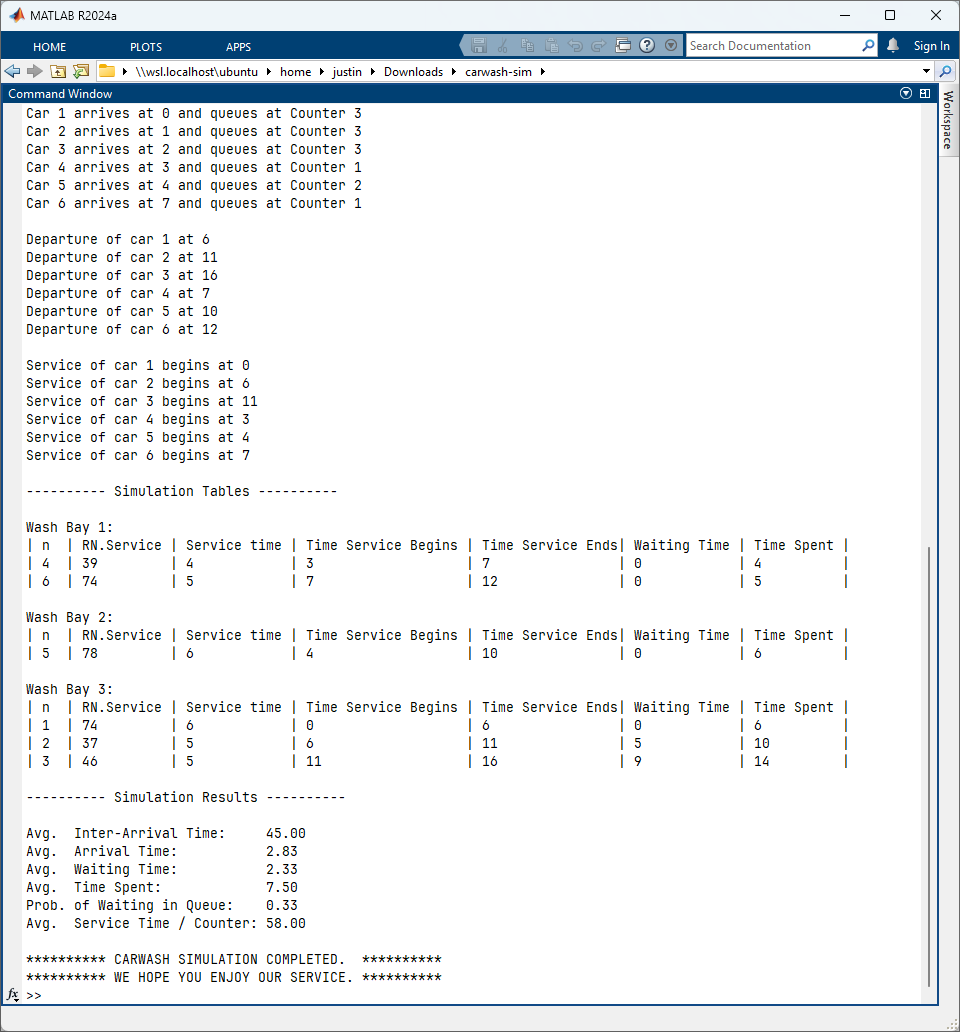 MATLAB R2024a
HOME PLOTS APPS Search Documentation Sign In
\\wsl.localhost\ubuntu home justin Downloads carwash-sim
Command Window
Workspace
Car 1 arrives at 0 and queues at Counter 3
Car 2 arrives at 1 and queues at Counter 3
Car 3 arrives at 2 and queues at Counter 3
Car 4 arrives at 3 and queues at Counter 1
Car 5 arrives at 4 and queues at Counter 2
Car 6 arrives at 7 and queues at Counter 1
Departure of car 1 at 6
Departure of car 2 at 11
Departure of car 3 at 16
Departure of car 4 at 7
Departure of car 5 at 10
Departure of car 6 at 12
Service of car 1 begins at 0
Service of car 2 begins at 6
Service of car 3 begins at 11
Service of car 4 begins at 3
Service of car 5 begins at 4
Service of car 6 begins at 7
---------- Simulation Tables ----------
Wash Bay 1:
| n  | RN.Service | Service time | Time Service Begins | Time Service Ends| Waiting Time | Time Spent |
| 4  | 39         | 4            | 3                   | 7                | 0            | 4          |
| 6  | 74         | 5            | 7                   | 12               | 0            | 5          |
Wash Bay 2:
| n  | RN.Service | Service time | Time Service Begins | Time Service Ends| Waiting Time | Time Spent |
| 5  | 78         | 6            | 4                   | 10               | 0            | 6          |
Wash Bay 3:
| n  | RN.Service | Service time | Time Service Begins | Time Service Ends| Waiting Time | Time Spent |
| 1  | 74         | 6            | 0                   | 6                | 0            | 6          |
| 2  | 37         | 5            | 6                   | 11               | 5            | 10         |
| 3  | 46         | 5            | 11                  | 16               | 9            | 14         |
---------- Simulation Results ----------
Avg.  Inter-Arrival Time:     45.00
Avg.  Arrival Time:           2.83
Avg.  Waiting Time:           2.33
Avg.  Time Spent:             7.50
Prob. of Waiting in Queue:    0.33
Avg.  Service Time / Counter: 58.00
********** CARWASH SIMULATION COMPLETED.  **********
********** WE HOPE YOU ENJOY OUR SERVICE. **********
fx >>